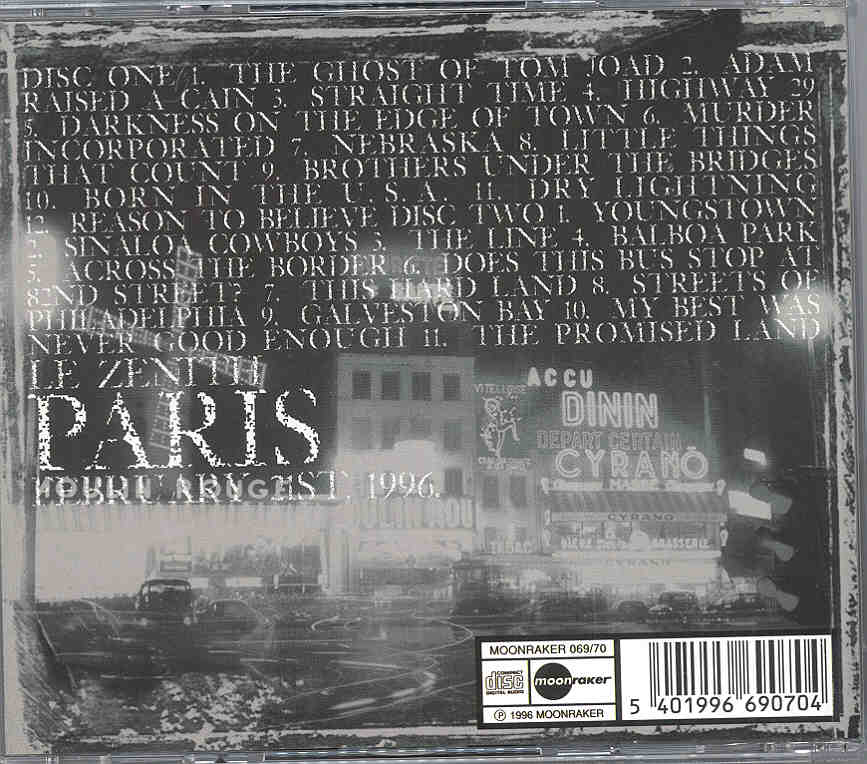 DISC ONE 1. THE GHOST OF TOM JOAD 2. ADAM
RAISED A CAIN 3. STRAIGHT TIME 4. HIGHWAY 29
5. DARKNESS ON THE EDGE OF TOWN 6. MURDER
INCORPORATED 7. NEBRASKA 8. LITTLE THINGS
THAT COUNT 9. BROTHERS UNDER THE BRIDGES
10. BORN IN THE U. S. A. 11. DRY LIGHTNING
12. REASON TO BELIEVE DISC TWO 1. YOUNGSTOWN
2. SINALOA COWBOYS 3. THE LINE 4. BALBOA PARK
5. ACROSS THE BORDER 6. DOES THIS BUS STOP AT
82ND STREET? 7. THIS HARD LAND 8. STREETS OF
PHILADELPHIA 9. GALVESTON BAY 10. MY BEST WAS
NEVER GOOD ENOUGH 11. THE PROMISED LAND
LE ZENITH
PARIS
FEBRUARY 21ST. 1996.
ACCU
VITELLOISE
DININ
DEPART CERTAIN
CYRANO
CYRANO
TABAC
BRASSERIE
CYRANO
MOONRAKER 069/70
COMPACT
disc
DIGITAL AUDIO
moonraker
℗ 1996 MOONRAKER
5 401996 690704